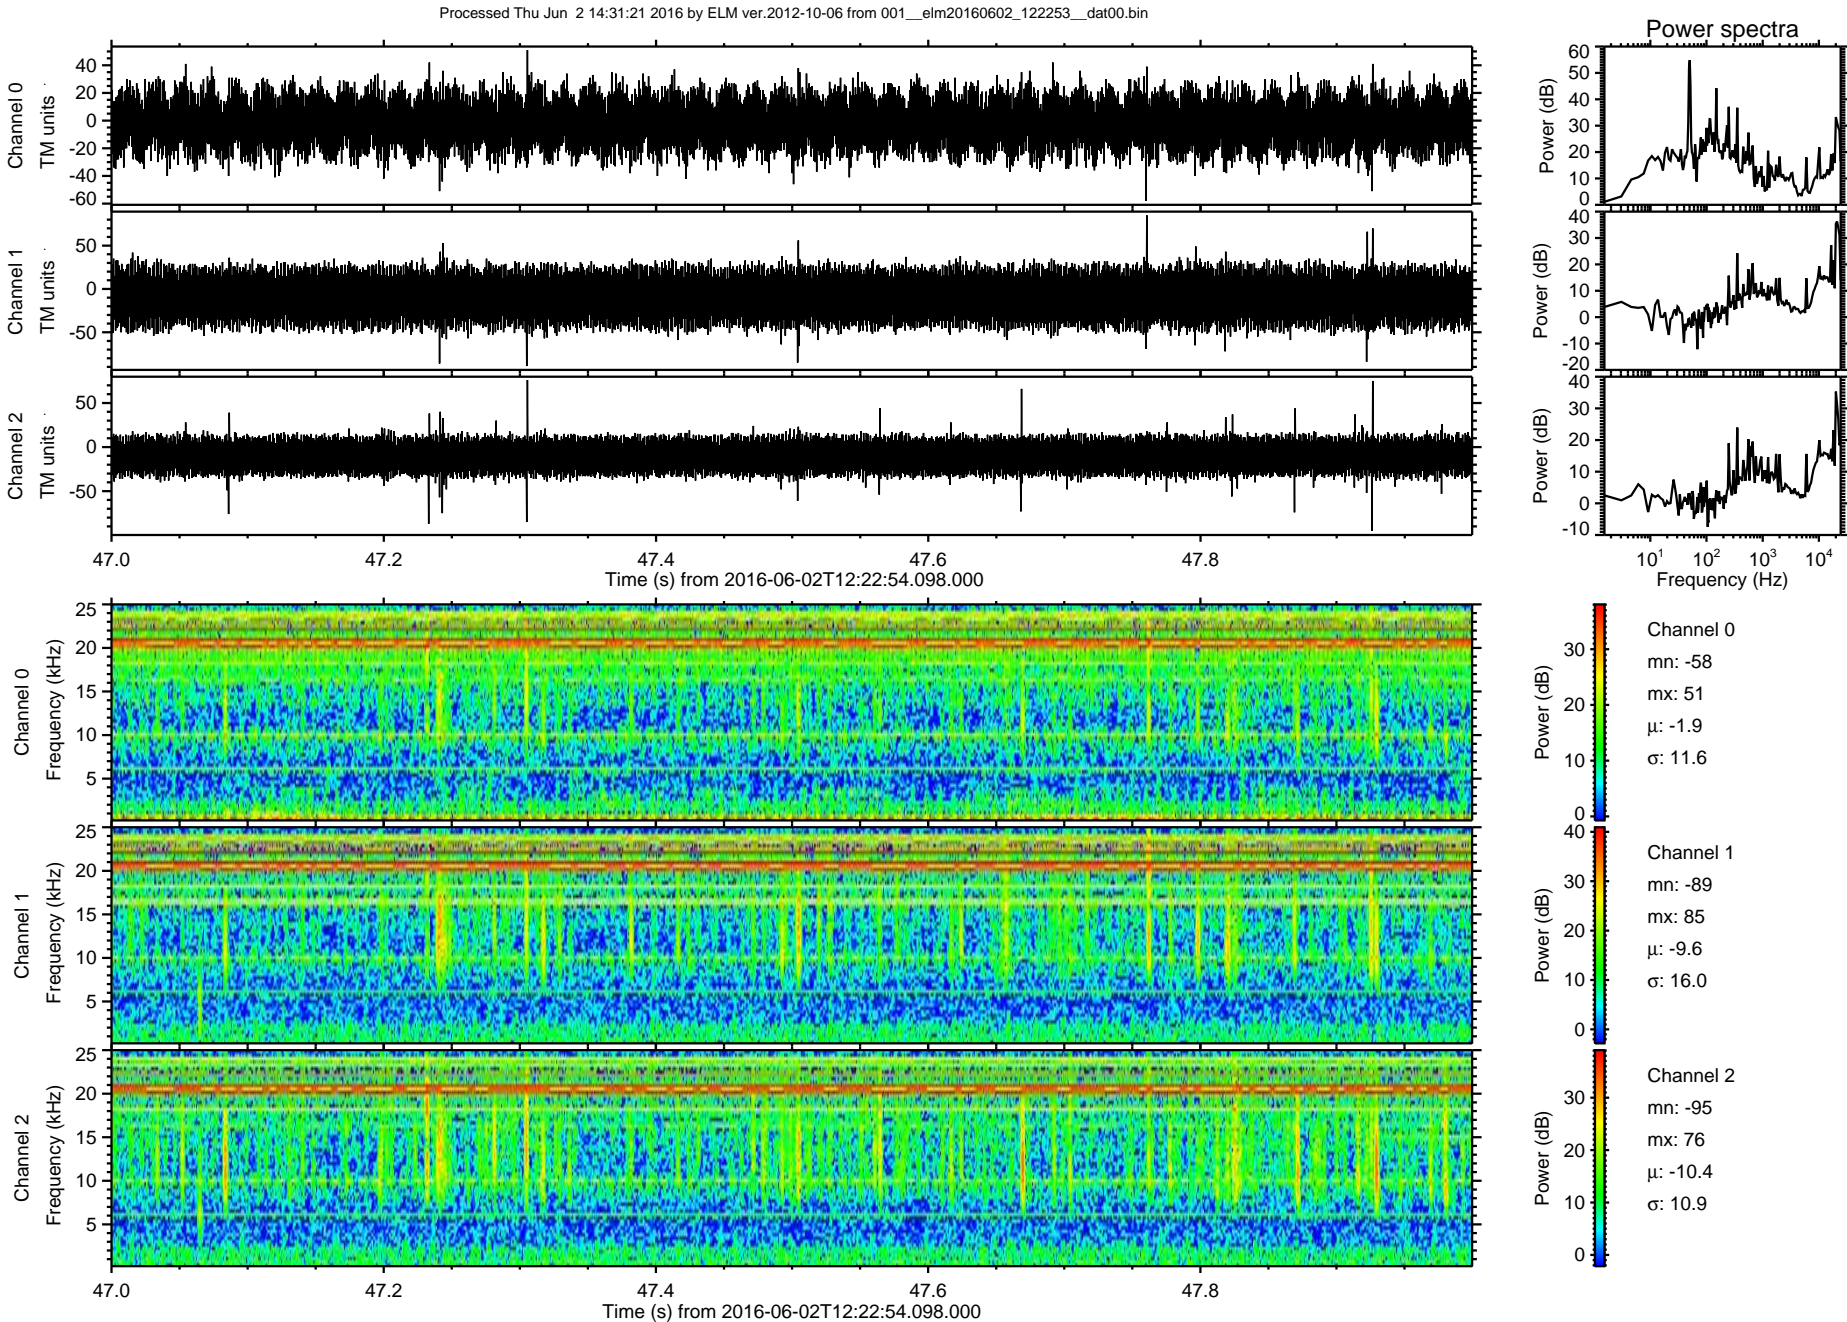 Processed Thu Jun  2 14:31:21 2016 by ELM ver.2012-10-06 from 001__elm20160602_122253__dat00.bin
Power spectra
Channel 0
TM units
40
20
0
-20
-40
-60
Power (dB)
60
50
40
30
20
10
0
Channel 1
TM units
50
0
-50
Power (dB)
40
30
20
10
0
-10
-20
Channel 2
TM units
50
0
-50
Power (dB)
40
30
20
10
0
-10
47.0 47.2 47.4 47.6 47.8
Time (s) from 2016-06-02T12:22:54.098.000
10¹ 10² 10³ 10⁴
Frequency (Hz)
Channel 0
Frequency (kHz)
25
20
15
10
5
Power (dB)
30
20
10
0
Channel 0
mn: -58
mx: 51
μ: -1.9
σ: 11.6
Channel 1
Frequency (kHz)
25
20
15
10
5
Power (dB)
40
30
20
10
0
Channel 1
mn: -89
mx: 85
μ: -9.6
σ: 16.0
Channel 2
Frequency (kHz)
25
20
15
10
5
Power (dB)
30
20
10
0
Channel 2
mn: -95
mx: 76
μ: -10.4
σ: 10.9
47.0 47.2 47.4 47.6 47.8
Time (s) from 2016-06-02T12:22:54.098.000